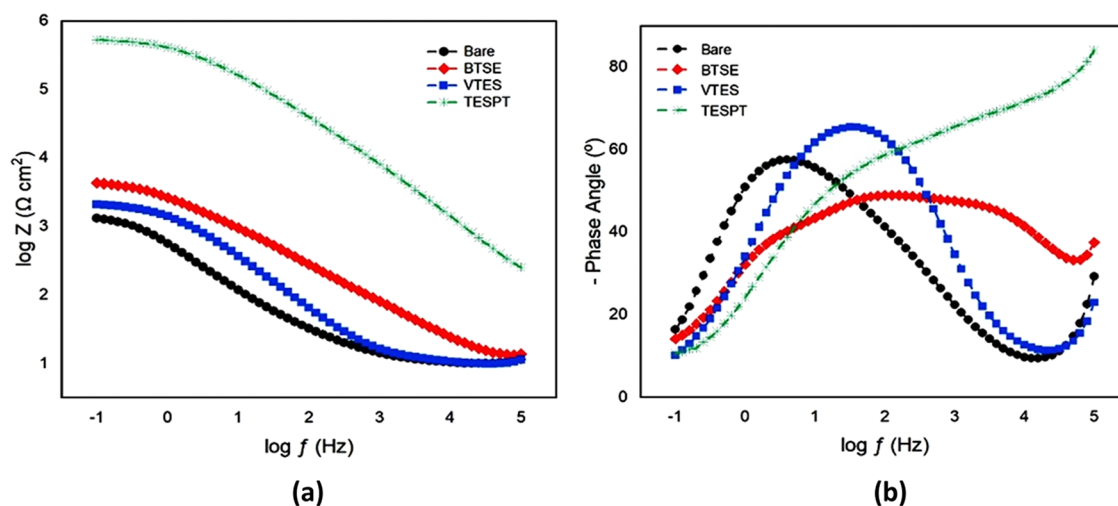 6
5
4
3
2
1
log Z (Ω cm²)
Bare
BTSE
VTES
TESPT
-1 0 1 2 3 4 5
log ƒ (Hz)
(a)
80
60
40
20
0
- Phase Angle (º)
Bare
BTSE
VTES
TESPT
-1 0 1 2 3 4 5
log ƒ (Hz)
(b)